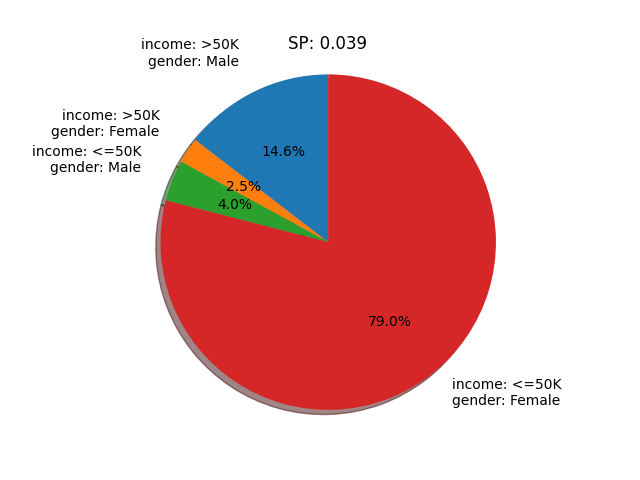 SP: 0.039
income: >50K
gender: Male
14.6%
income: >50K
gender: Female
2.5%
income: <=50K
gender: Male
4.0%
79.0%
income: <=50K
gender: Female